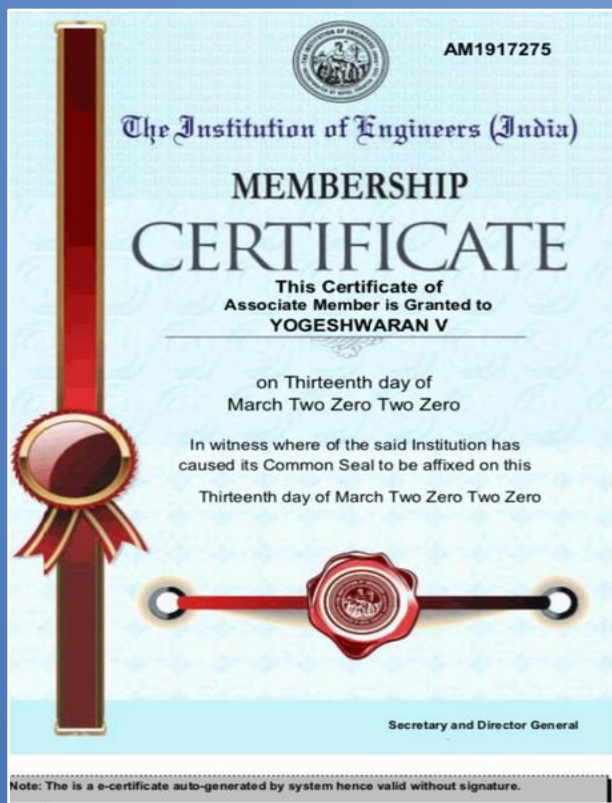 AM1917275
The Institution of Engineers (India)
MEMBERSHIP
CERTIFICATE
This Certificate of
Associate Member is Granted to
YOGESHWARAN V
on Thirteenth day of
March Two Zero Two Zero
In witness where of the said Institution has
caused its Common Seal to be affixed on this
Thirteenth day of March Two Zero Two Zero
Secretary and Director General
Note: The is a e-certificate auto-generated by system hence valid without signature.